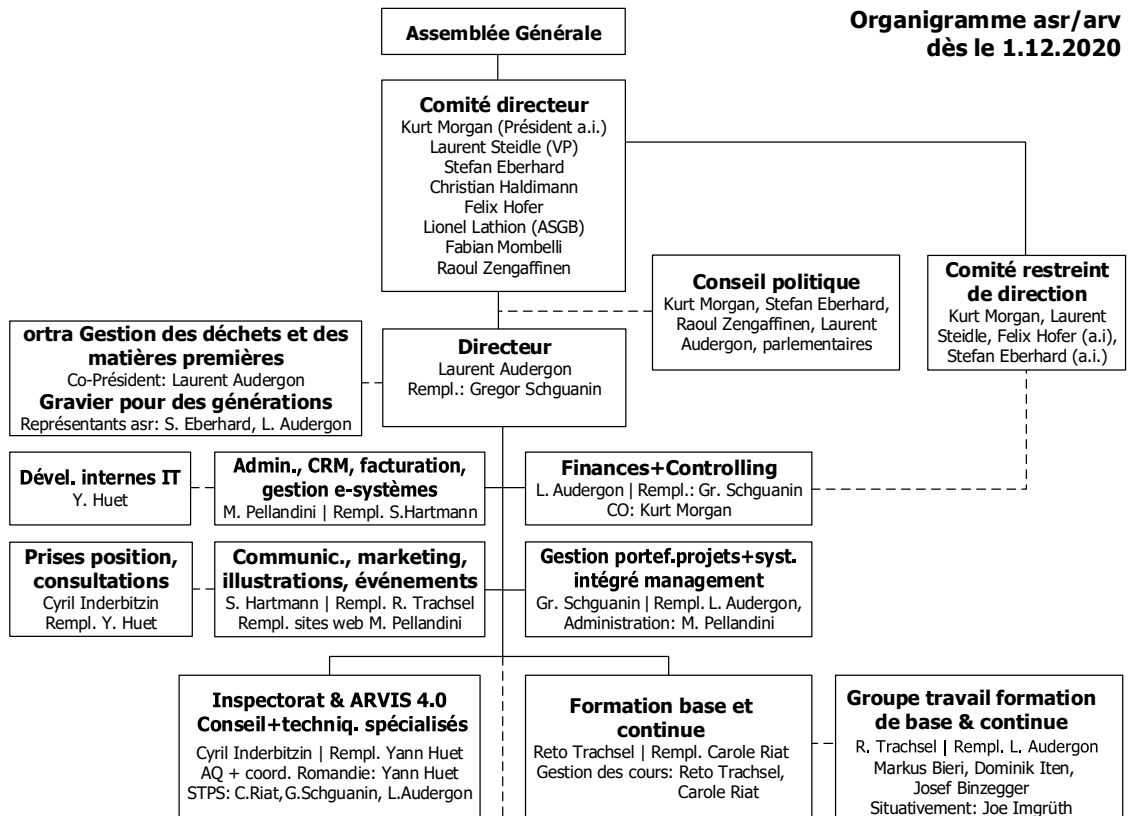 Organigramme asr/arv
dès le 1.12.2020
Assemblée Générale
Comité directeur
Kurt Morgan (Président a.i.)
Laurent Steidle (VP)
Stefan Eberhard
Christian Haldimann
Felix Hofer
Lionel Lathion (ASGB)
Fabian Mombelli
Raoul Zengaffinen
Conseil politique
Kurt Morgan, Stefan Eberhard,
Raoul Zengaffinen, Laurent
Audergon, parlementaires
Comité restreint
de direction
Kurt Morgan, Laurent
Steidle, Felix Hofer (a.i),
Stefan Eberhard (a.i.)
ortra Gestion des déchets et des
matières premières
Co-Président: Laurent Audergon
Gravier pour des générations
Représentants asr: S. Eberhard, L. Audergon
Directeur
Laurent Audergon
Rempl.: Gregor Schguanin
Dével. internes IT
Y. Huet
Admin., CRM, facturation,
gestion e-systèmes
M. Pellandini | Rempl. S.Hartmann
Finances+Controlling
L. Audergon | Rempl.: Gr. Schguanin
CO: Kurt Morgan
Prises position,
consultations
Cyril Inderbitzin
Rempl. Y. Huet
Communic., marketing,
illustrations, événements
S. Hartmann | Rempl. R. Trachsel
Rempl. sites web M. Pellandini
Gestion portef.projets+syst.
intégré management
Gr. Schguanin | Rempl. L. Audergon,
Administration: M. Pellandini
Inspectorat & ARVIS 4.0
Conseil+techniq. spécialisés
Cyril Inderbitzin | Rempl. Yann Huet
AQ + coord. Romandie: Yann Huet
STPS: C.Riat,G.Schguanin, L.Audergon
Formation base et
continue
Reto Trachsel | Rempl. Carole Riat
Gestion des cours: Reto Trachsel,
Carole Riat
Groupe travail formation
de base & continue
R. Trachsel | Rempl. L. Audergon
Markus Bieri, Dominik Iten,
Josef Binzegger
Situativement: Joe Imgrüth